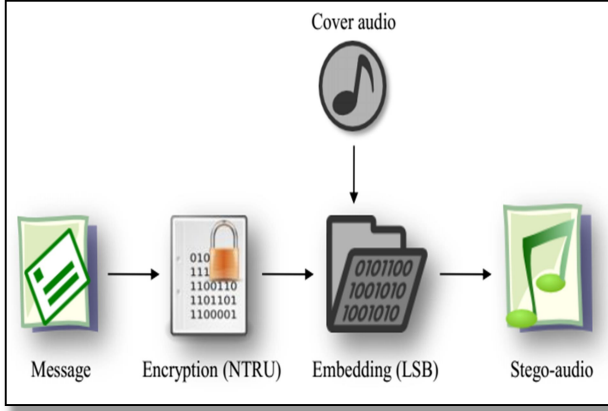 Cover audio
010
111
1100110
1101101
1100001
0101100
1001010
1001010
Message
Encryption (NTRU)
Embedding (LSB)
Stego-audio